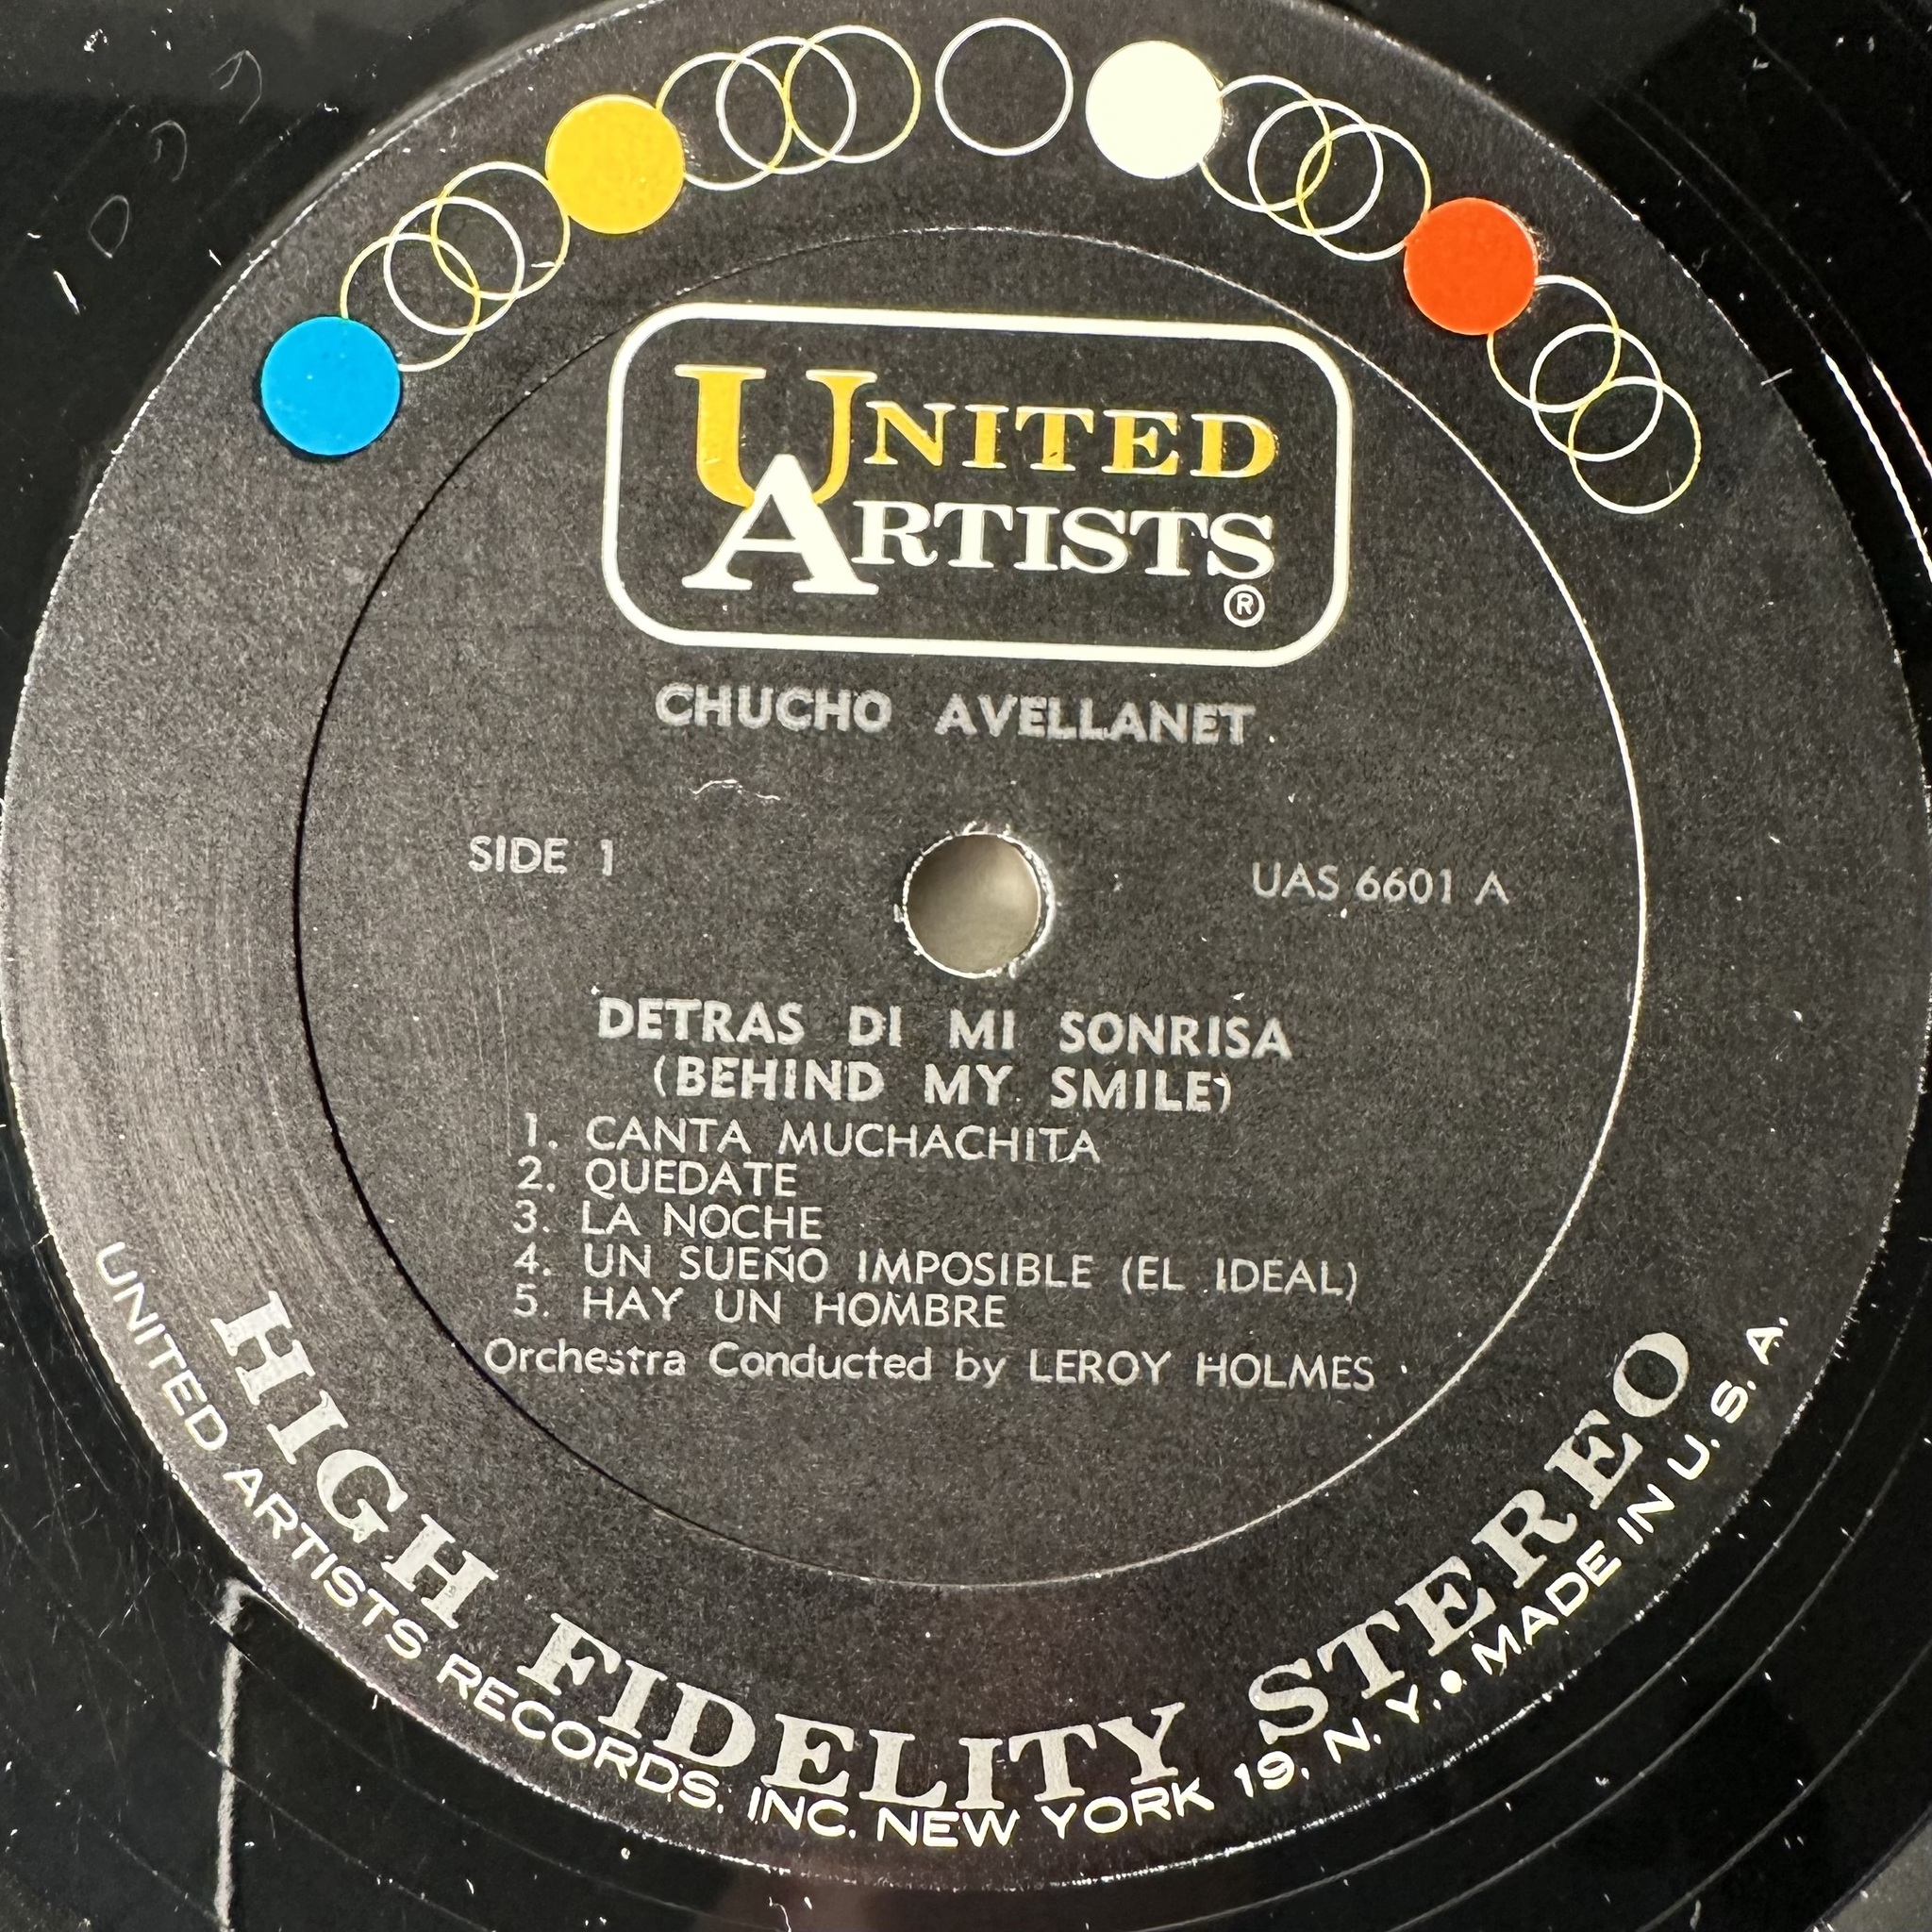 UNITED
ARTISTS
®
CHUCHO AVELLANET
SIDE 1
UAS 6601 A
DETRAS DI MI SONRISA
(BEHIND MY SMILE)
1. CANTA MUCHACHITA
2. QUEDATE
3. LA NOCHE
4. UN SUEÑO IMPOSIBLE (EL IDEAL)
5. HAY UN HOMBRE
Orchestra Conducted by LEROY HOLMES
HIGH FIDELITY STEREO
UNITED ARTISTS RECORDS, INC. NEW YORK 19, N. Y. • MADE IN U. S. A.